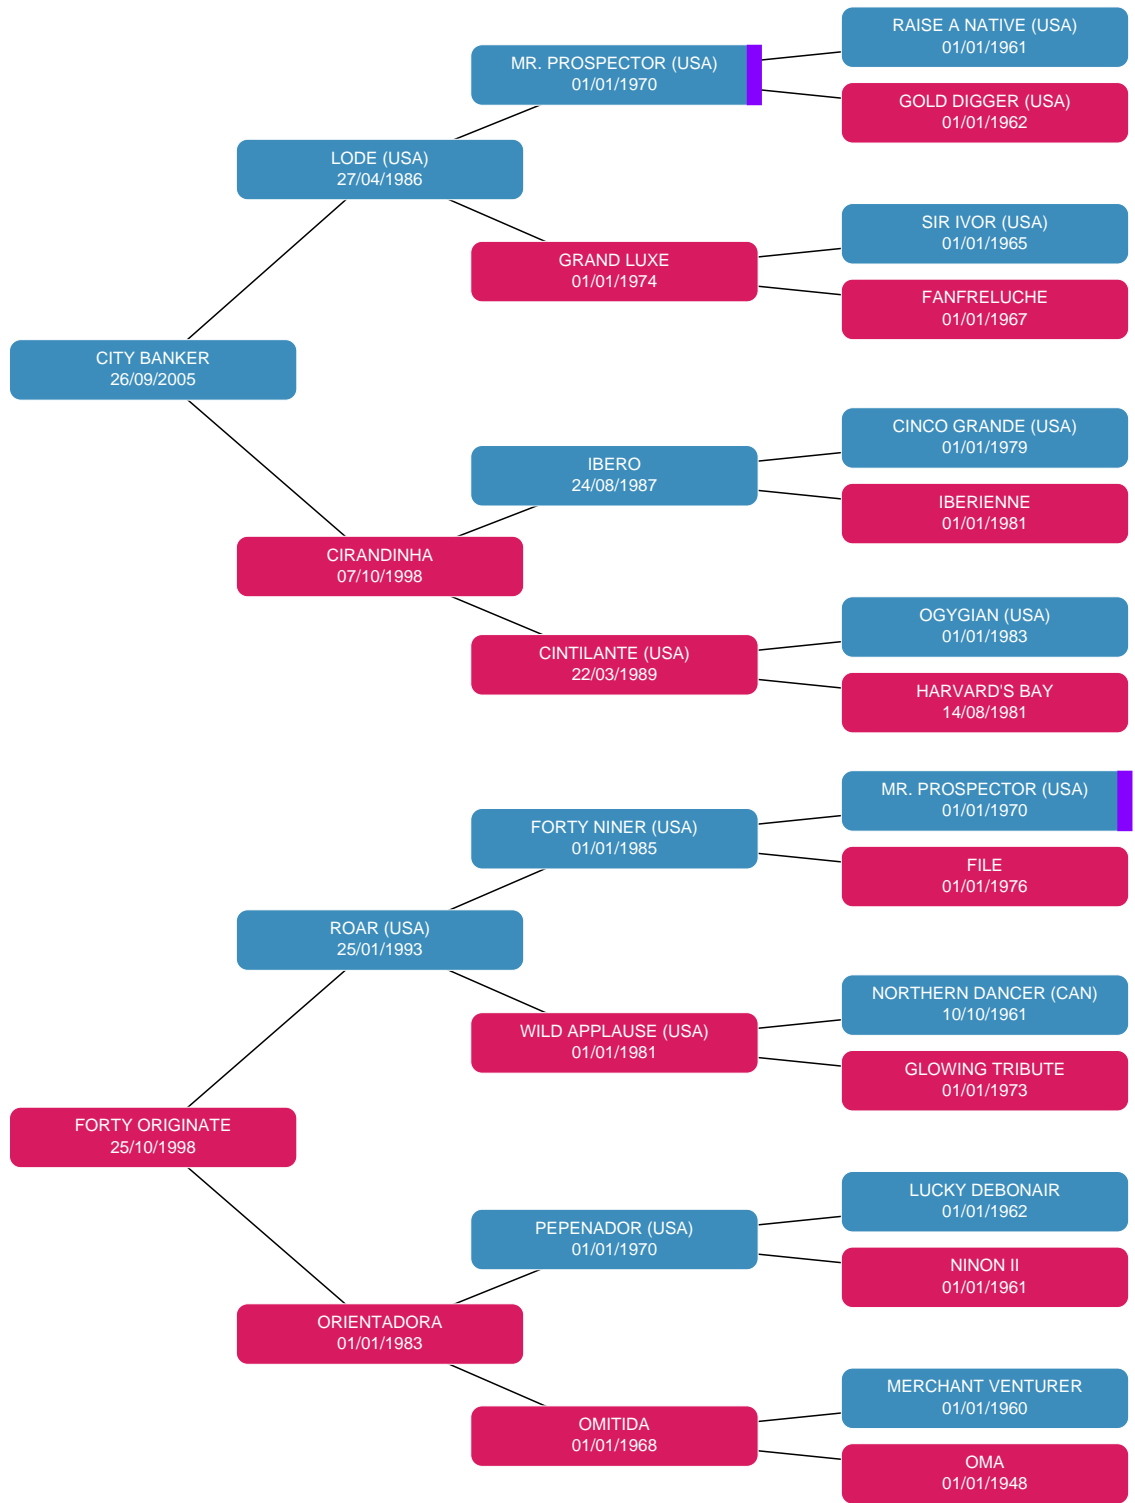 RAISE A NATIVE (USA)
01/01/1961
MR. PROSPECTOR (USA)
01/01/1970
GOLD DIGGER (USA)
01/01/1962
LODE (USA)
27/04/1986
SIR IVOR (USA)
01/01/1965
GRAND LUXE
01/01/1974
FANFRELUCHE
01/01/1967
CITY BANKER
26/09/2005
CINCO GRANDE (USA)
01/01/1979
IBERO
24/08/1987
IBERIENNE
01/01/1981
CIRANDINHA
07/10/1998
OGYGIAN (USA)
01/01/1983
CINTILANTE (USA)
22/03/1989
HARVARD'S BAY
14/08/1981
MR. PROSPECTOR (USA)
01/01/1970
FORTY NINER (USA)
01/01/1985
FILE
01/01/1976
ROAR (USA)
25/01/1993
NORTHERN DANCER (CAN)
10/10/1961
WILD APPLAUSE (USA)
01/01/1981
GLOWING TRIBUTE
01/01/1973
FORTY ORIGINATE
25/10/1998
LUCKY DEBONAIR
01/01/1962
PEPENADOR (USA)
01/01/1970
NINON II
01/01/1961
ORIENTADORA
01/01/1983
MERCHANT VENTURER
01/01/1960
OMITIDA
01/01/1968
OMA
01/01/1948